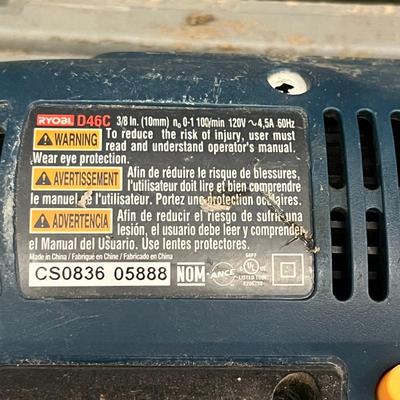 RYOBI D46C 3/8 In. (10mm) n₀ 0-1 100/min 120V ~ 4,5A 60Hz
WARNING To reduce the risk of injury, user must
read and understand operator's manual.
Wear eye protection.
AVERTISSEMENT Afin de réduire le risque de blessures,
l'utilisateur doit lire et bien comprendre
le manuel de l'utilisateur. Portez une protection oculaires.
ADVERTENCIA Afin de reducir el riesgo de sufrir una
lesión, el usuario debe leer y comprender
el Manual del Usuario. Use lentes protectores.
Made in China / Fabriqué en Chine / Fabricado en China
CS0836 05888 NOM ANCE
UL US
LISTED TOOL